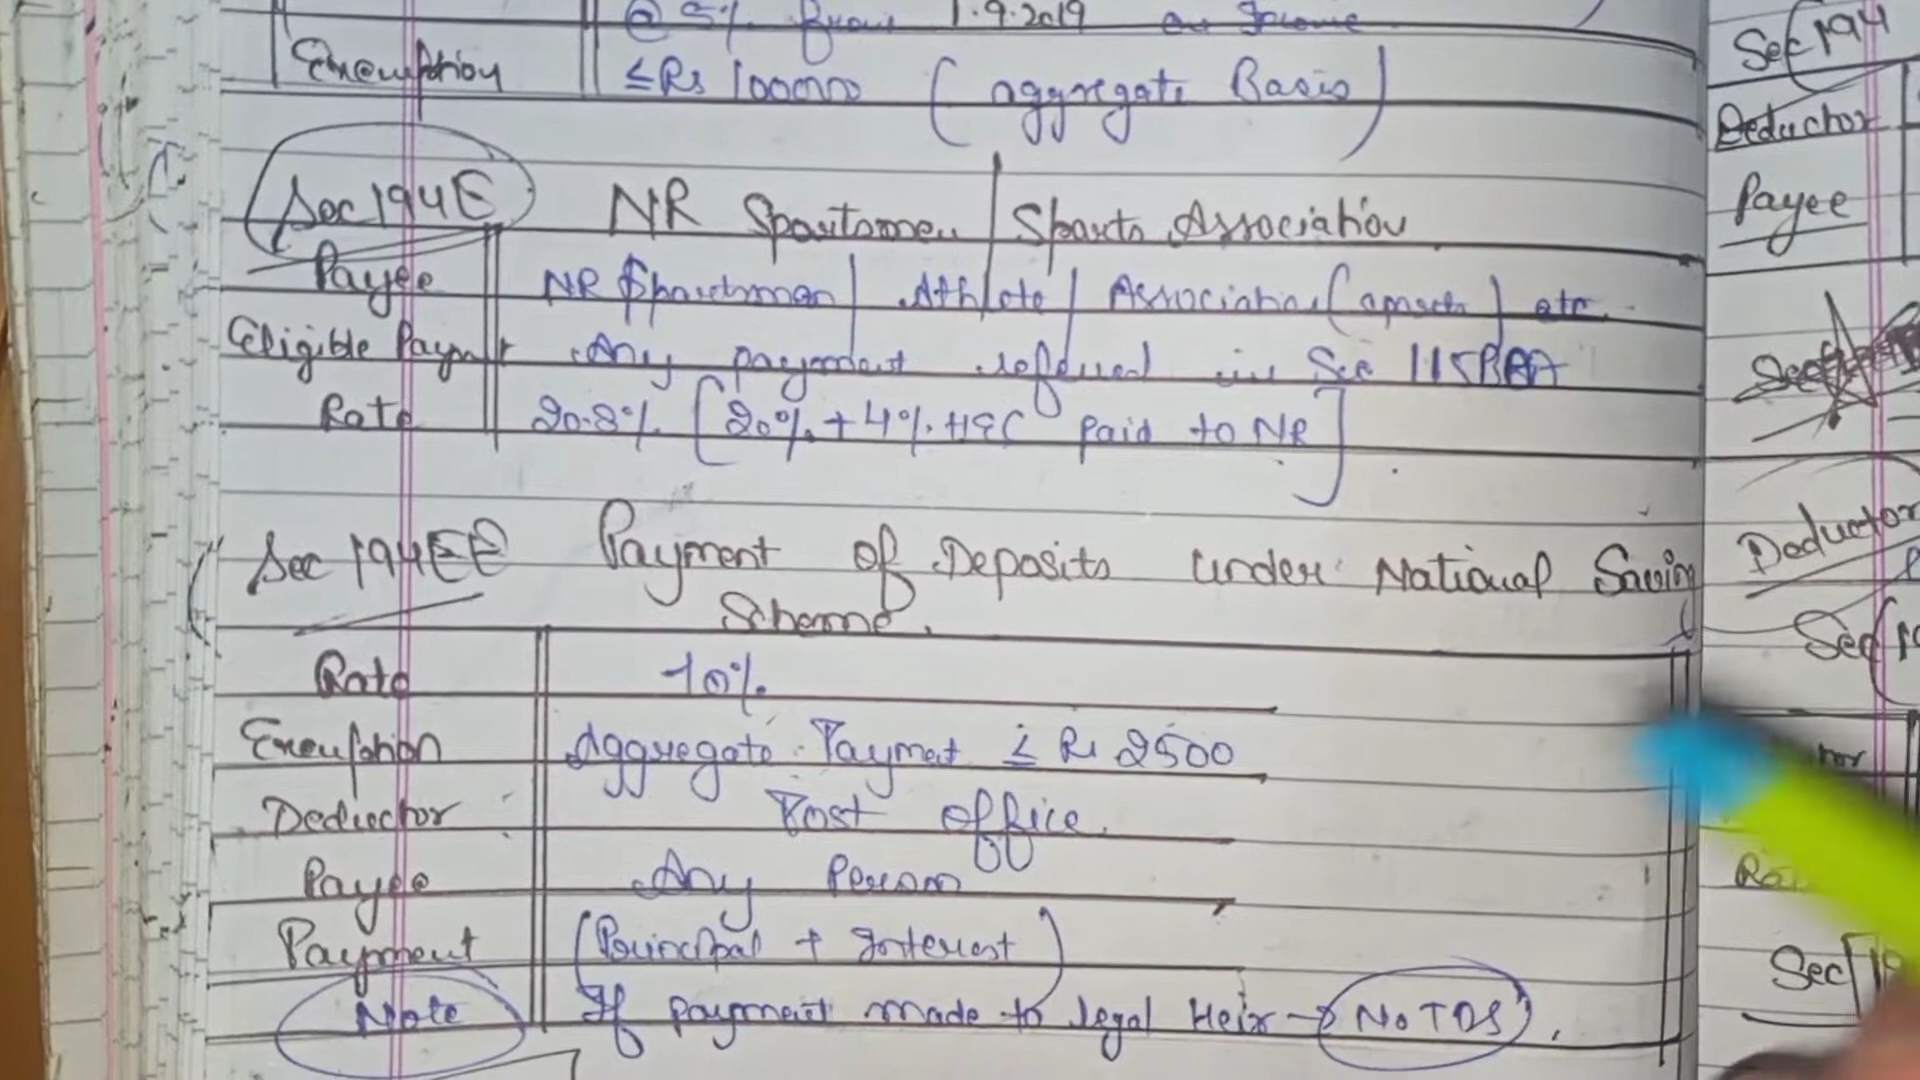 @ 5% from 1.9.2019 on Income
Exemption ≤ Rs 100000 (aggregate Basis)
Sec 194E NR Sportsmen / Sports Association
Payee NR Sportsman / Athlete / Association ( ) etc.
Eligible Paymt Any payment reffered in Sec 115BBA
Rate 20.8% [20% + 4% HEC Paid to NR]
Sec 194EE Payment of Deposits under National Saving
Scheme.
Rate 10%
Exemption Aggregate Paymet ≤ Rs 2500
Deductor Post office.
Payee Any Person
Payment (Principal + Interest)
Note If payment made to legal Heir → No TDS.
Sec 194
Deductor
Payee
Deductor
Sec
Sec